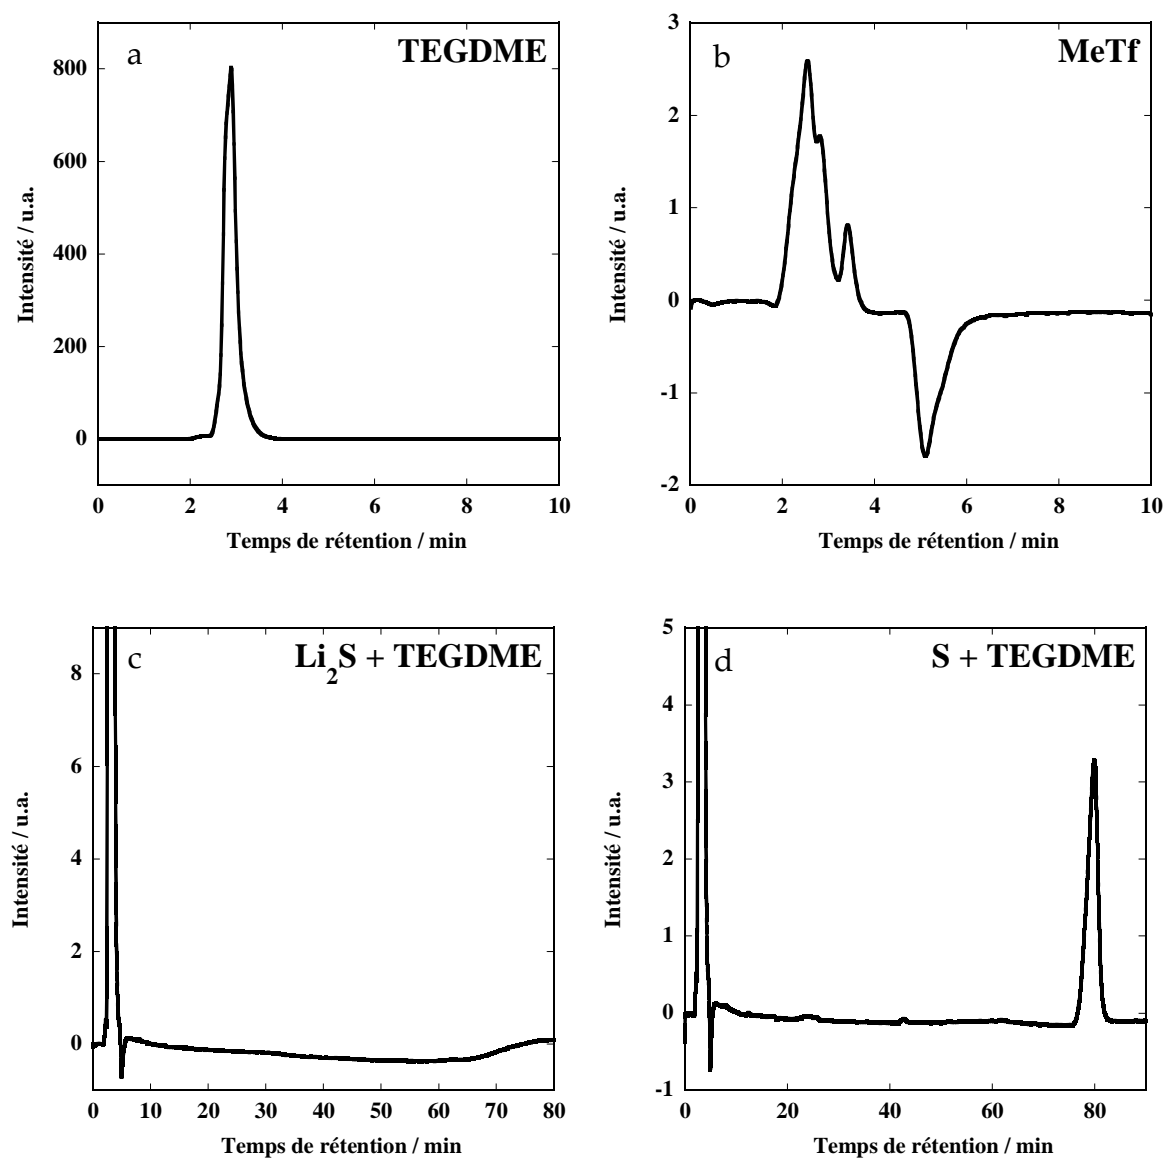 a
TEGDME
800
600
400
200
0
0 2 4 6 8 10
Intensité / u.a.
Temps de rétention / min
b
MeTf
3
2
1
0
-1
-2
0 2 4 6 8 10
Intensité / u.a.
Temps de rétention / min
c
Li2S + TEGDME
8
6
4
2
0
0 10 20 30 40 50 60 70 80
Intensité / u.a.
Temps de rétention / min
d
S + TEGDME
5
4
3
2
1
0
-1
0 20 40 60 80
Intensité / u.a.
Temps de rétention / min